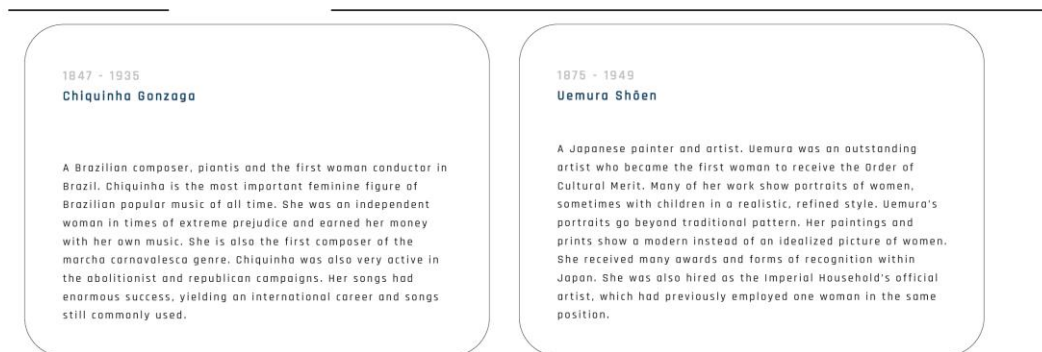 1847 - 1935
Chiquinha Gonzaga
A Brazilian composer, piantis and the first woman conductor in
Brazil. Chiquinha is the most important feminine figure of
Brazilian popular music of all time. She was an independent
woman in times of extreme prejudice and earned her money
with her own music. She is also the first composer of the
marcha carnavalesca genre. Chiquinha was also very active in
the abolitionist and republican campaigns. Her songs had
enarmous success, yielding an international career and songs
still commonly used.
1875 - 1949
Uemura Shōen
A Japanese painter and artist. Uemura was an outstanding
artist who became the first woman to receive the Order of
Cultural Merit. Many of her work show portraits of women,
sometimes with children in a realistic, refined style. Uemura's
portraits go beyond traditional pattern. Her paintings and
prints show a modern instead of an idealized picture of women.
She received many awards and forms of recognition within
Japan. She was also hired as the Imperial Household's official
artist, which had previously employed one woman in the same
position.